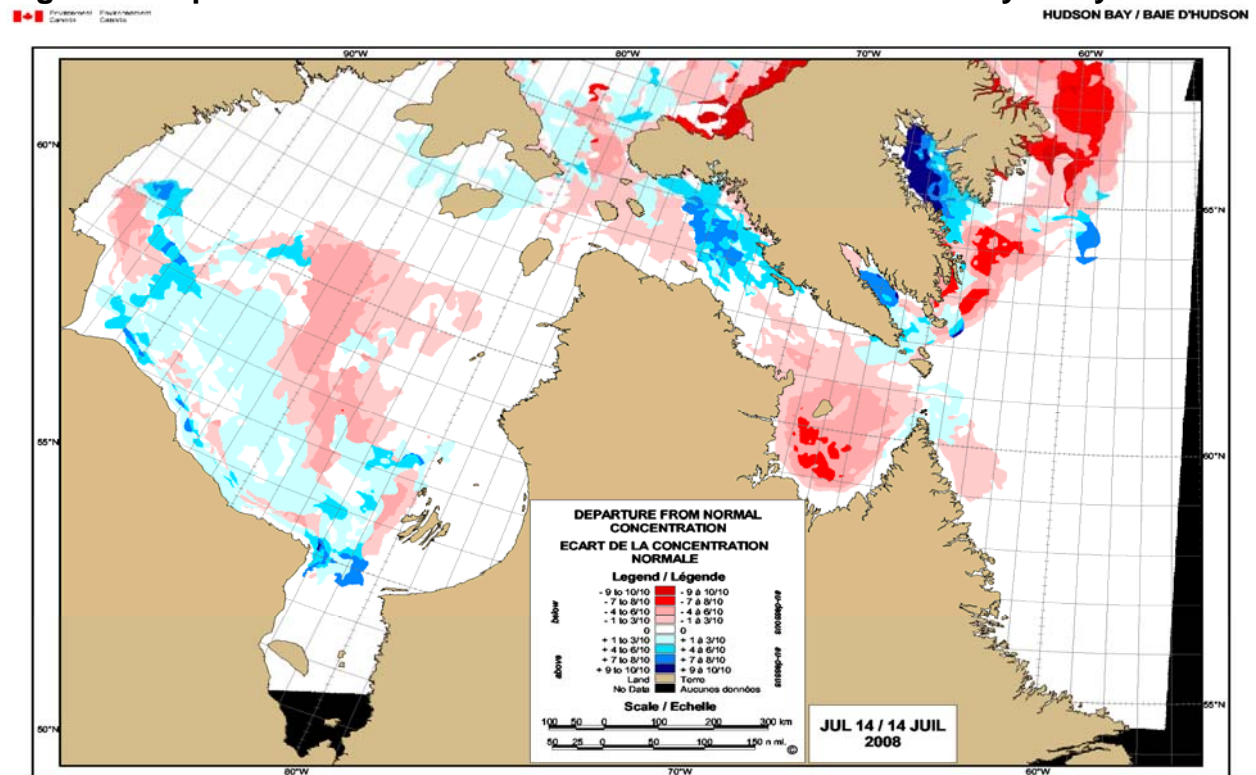 Environment Environnement
Canada Canada
HUDSON BAY / BAIE D'HUDSON
90°W 80°W 70°W 60°W
60°N
65°N
55°N
60°N
50°N
55°N
80°W 70°W 60°W
DEPARTURE FROM NORMAL
CONCENTRATION
ECART DE LA CONCENTRATION
NORMALE
Legend / Légende
below
- 9 to 10/10 - 9 à 10/10
- 7 to 8/10 - 7 à 8/10
- 4 to 6/10 - 4 à 6/10
- 1 to 3/10 - 1 à 3/10
au-dessous
0 0
above
+ 1 to 3/10 + 1 à 3/10
+ 4 to 6/10 + 4 à 6/10
+ 7 to 8/10 + 7 à 8/10
+ 9 to 10/10 + 9 à 10/10
au-dessus
Land Terre
No Data Aucunes données
Scale / Echelle
100 50 0 100 200 300 km
50 25 0 50 100 150 n mi.
©
JUL 14 / 14 JUIL
2008